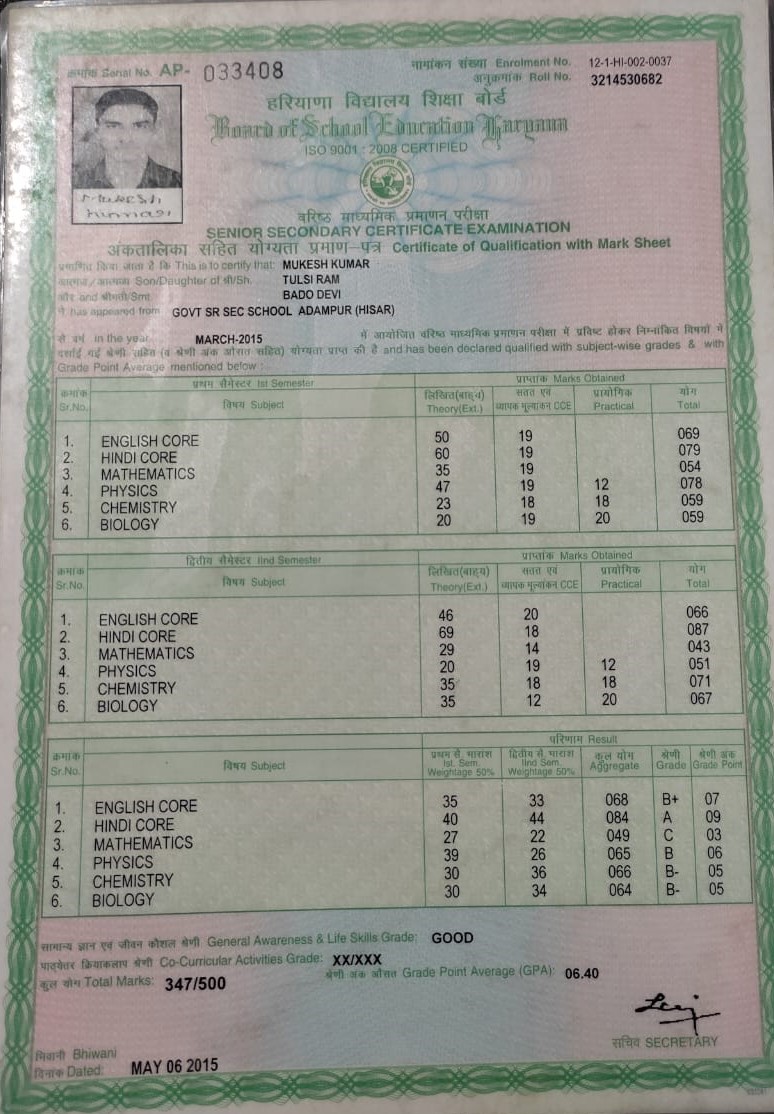 क्रमांक Serial No. AP- 033408
नामांकन संख्या Enrolment No. 12-1-HI-002-0037
अनुक्रमांक Roll No. 3214530682
हरियाणा विद्यालय शिक्षा बोर्ड
Board of School Education Haryana
ISO 9001 : 2008 CERTIFIED
MUKESH
KUMAR
वरिष्ठ माध्यमिक प्रमाणन परीक्षा
SENIOR SECONDARY CERTIFICATE EXAMINATION
अंकतालिका सहित योग्यता प्रमाण-पत्र Certificate of Qualification with Mark Sheet
प्रमाणित किया जाता है कि This is to certify that: MUKESH KUMAR
आत्मज/आत्मजा Son/Daughter of श्री/Sh. TULSI RAM
और and श्रीमती/Smt. BADO DEVI
ने has appeared from GOVT SR SEC SCHOOL ADAMPUR (HISAR)
से वर्ष in the year MARCH-2015 में आयोजित वरिष्ठ माध्यमिक प्रमाणन परीक्षा में प्रविष्ट होकर निम्नांकित विषयों में
दर्शाई गई श्रेणी सहित (व श्रेणी अंक औसत सहित) योग्यता प्राप्त की है and has been declared qualified with subject-wise grades & with
Grade Point Average mentioned below :
क्रमांक Sr.No. प्रथम सैमेस्टर Ist Semester प्राप्तांक Marks Obtained
विषय Subject लिखित(बाह्य) Theory(Ext.) सतत एवं व्यापक मूल्यांकन CCE प्रायोगिक Practical योग Total
1. ENGLISH CORE 50 19 069
2. HINDI CORE 60 19 079
3. MATHEMATICS 35 19 054
4. PHYSICS 47 19 12 078
5. CHEMISTRY 23 18 18 059
6. BIOLOGY 20 19 20 059
क्रमांक Sr.No. द्वितीय सैमेस्टर IInd Semester प्राप्तांक Marks Obtained
विषय Subject लिखित(बाह्य) Theory(Ext.) सतत एवं व्यापक मूल्यांकन CCE प्रायोगिक Practical योग Total
1. ENGLISH CORE 46 20 066
2. HINDI CORE 69 18 087
3. MATHEMATICS 29 14 043
4. PHYSICS 20 19 12 051
5. CHEMISTRY 35 18 18 071
6. BIOLOGY 35 12 20 067
परिणाम Result
क्रमांक Sr.No. विषय Subject प्रथम सै. भारांश Ist. Sem. Weightage 50% द्वितीय सै. भारांश IInd Sem. Weightage 50% कुल योग Aggregate श्रेणी Grade श्रेणी अंक Grade Point
1. ENGLISH CORE 35 33 068 B+ 07
2. HINDI CORE 40 44 084 A 09
3. MATHEMATICS 27 22 049 C 03
4. PHYSICS 39 26 065 B 06
5. CHEMISTRY 30 36 066 B- 05
6. BIOLOGY 30 34 064 B- 05
सामान्य ज्ञान एवं जीवन कौशल श्रेणी General Awareness & Life Skills Grade: GOOD
पाठ्येतर क्रियाकलाप श्रेणी Co-Curricular Activities Grade: XX/XXX
कुल योग Total Marks: 347/500 श्रेणी अंक औसत Grade Point Average (GPA): 06.40
सचिव SECRETARY
भिवानी Bhiwani
दिनांक Dated: MAY 06 2015